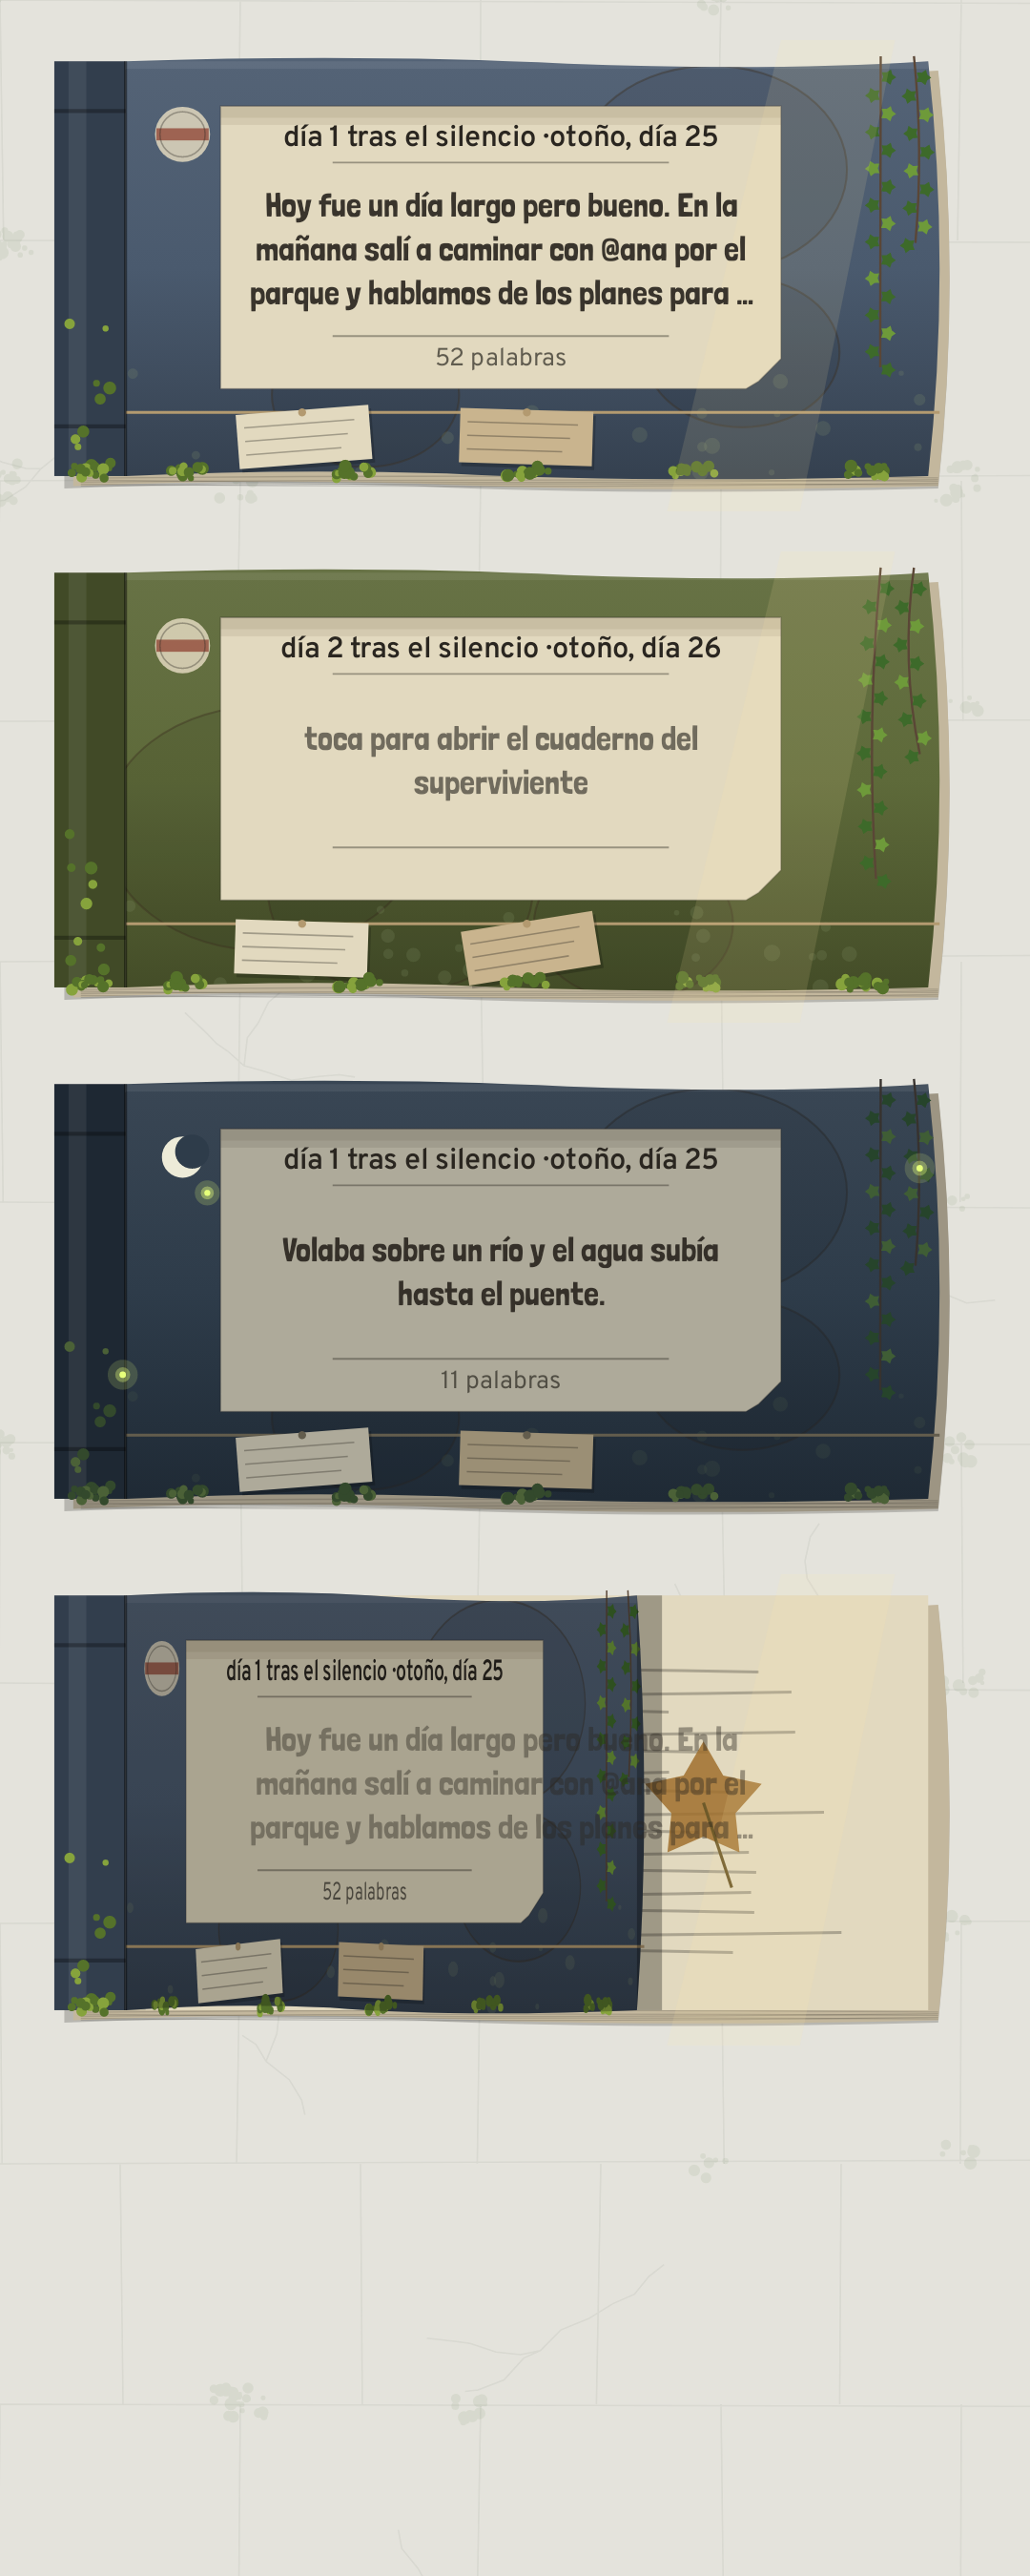 día 1 tras el silencio ·otoño, día 25
Hoy fue un día largo pero bueno. En la
mañana salí a caminar con @ana por el
parque y hablamos de los planes para ...
52 palabras
día 2 tras el silencio ·otoño, día 26
toca para abrir el cuaderno del
superviviente
día 1 tras el silencio ·otoño, día 25
Volaba sobre un río y el agua subía
hasta el puente.
11 palabras
día 1 tras el silencio ·otoño, día 25
Hoy fue un día largo pero bueno. En la
mañana salí a caminar con @ana por el
parque y hablamos de los planes para ...
52 palabras